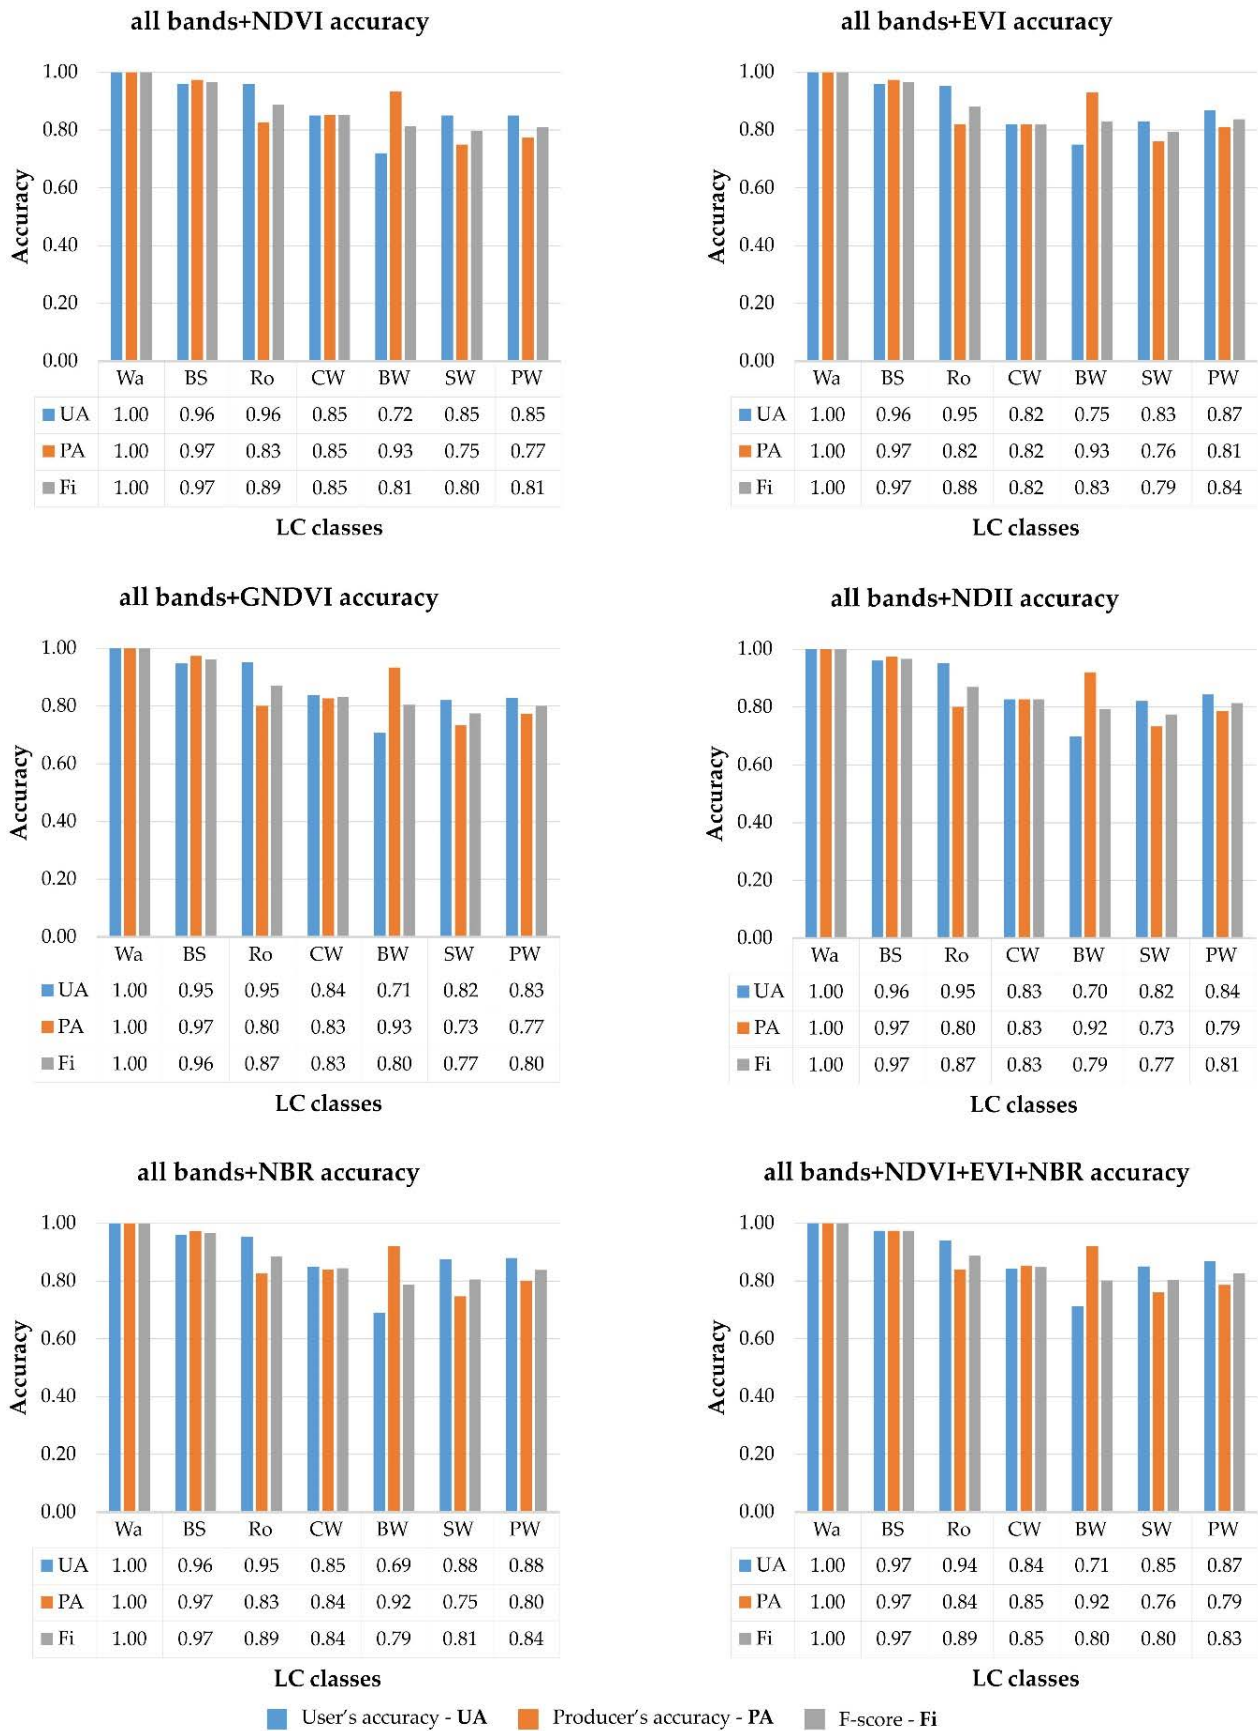 all bands+NDVI accuracy
1.00
0.80
0.60
0.40
0.20
0.00
Accuracy
Wa BS Ro CW BW SW PW
UA 1.00 0.96 0.96 0.85 0.72 0.85 0.85
PA 1.00 0.97 0.83 0.85 0.93 0.75 0.77
Fi 1.00 0.97 0.89 0.85 0.81 0.80 0.81
LC classes
all bands+EVI accuracy
1.00
0.80
0.60
0.40
0.20
0.00
Accuracy
Wa BS Ro CW BW SW PW
UA 1.00 0.96 0.95 0.82 0.75 0.83 0.87
PA 1.00 0.97 0.82 0.82 0.93 0.76 0.81
Fi 1.00 0.97 0.88 0.82 0.83 0.79 0.84
LC classes
all bands+GNDVI accuracy
1.00
0.80
0.60
0.40
0.20
0.00
Accuracy
Wa BS Ro CW BW SW PW
UA 1.00 0.95 0.95 0.84 0.71 0.82 0.83
PA 1.00 0.97 0.80 0.83 0.93 0.73 0.77
Fi 1.00 0.96 0.87 0.83 0.80 0.77 0.80
LC classes
all bands+NDII accuracy
1.00
0.80
0.60
0.40
0.20
0.00
Accuracy
Wa BS Ro CW BW SW PW
UA 1.00 0.96 0.95 0.83 0.70 0.82 0.84
PA 1.00 0.97 0.80 0.83 0.92 0.73 0.79
Fi 1.00 0.97 0.87 0.83 0.79 0.77 0.81
LC classes
all bands+NBR accuracy
1.00
0.80
0.60
0.40
0.20
0.00
Accuracy
Wa BS Ro CW BW SW PW
UA 1.00 0.96 0.95 0.85 0.69 0.88 0.88
PA 1.00 0.97 0.83 0.84 0.92 0.75 0.80
Fi 1.00 0.97 0.89 0.84 0.79 0.81 0.84
LC classes
all bands+NDVI+EVI+NBR accuracy
1.00
0.80
0.60
0.40
0.20
0.00
Accuracy
Wa BS Ro CW BW SW PW
UA 1.00 0.97 0.94 0.84 0.71 0.85 0.87
PA 1.00 0.97 0.84 0.85 0.92 0.76 0.79
Fi 1.00 0.97 0.89 0.85 0.80 0.80 0.83
LC classes
User's accuracy - UA Producer's accuracy - PA F-score - Fi